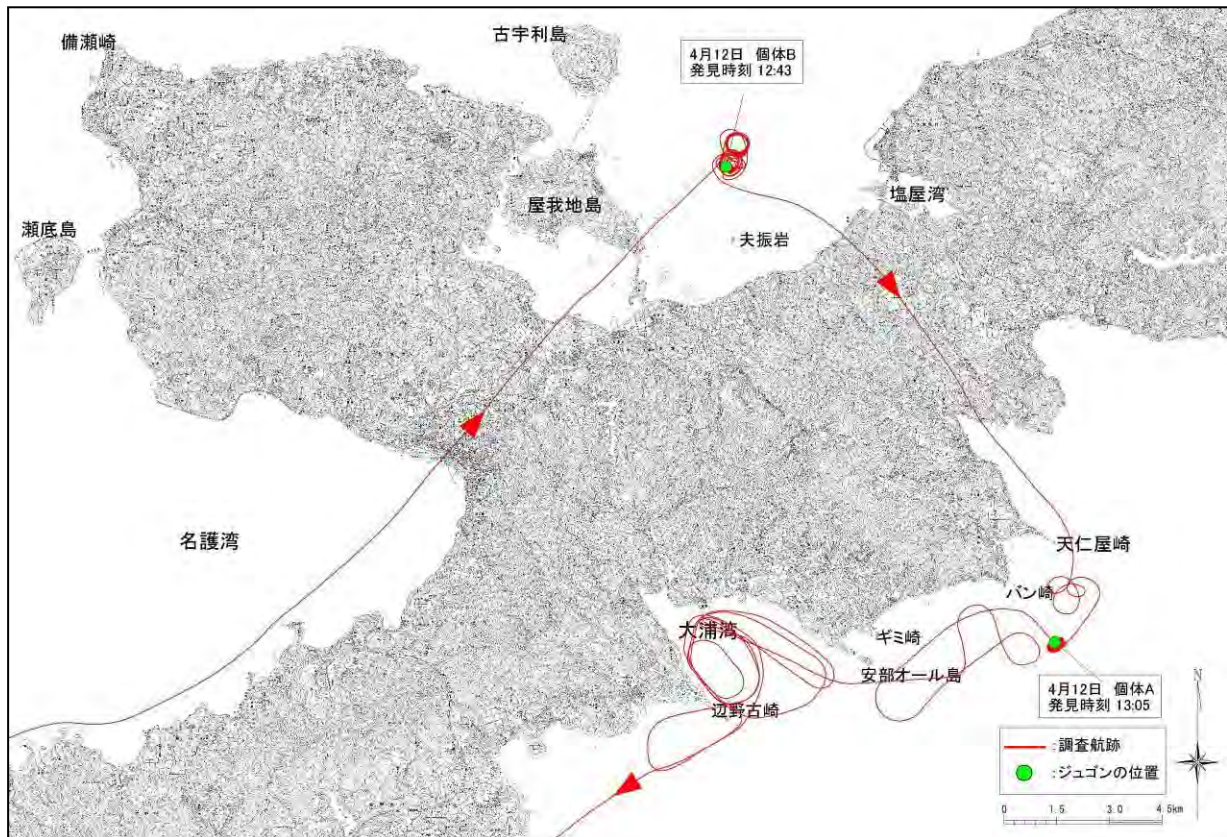 備瀬崎
古宇利島
4月12日 個体B
発見時刻 12:43
瀬底島
屋我地島
塩屋湾
夫振岩
名護湾
天仁屋崎
バン崎
大浦湾
ギミ崎
安部オール島
辺野古崎
4月12日 個体A
発見時刻 13:05
N
:調査航跡
:ジュゴンの位置
0 1.5 3.0 4.5km